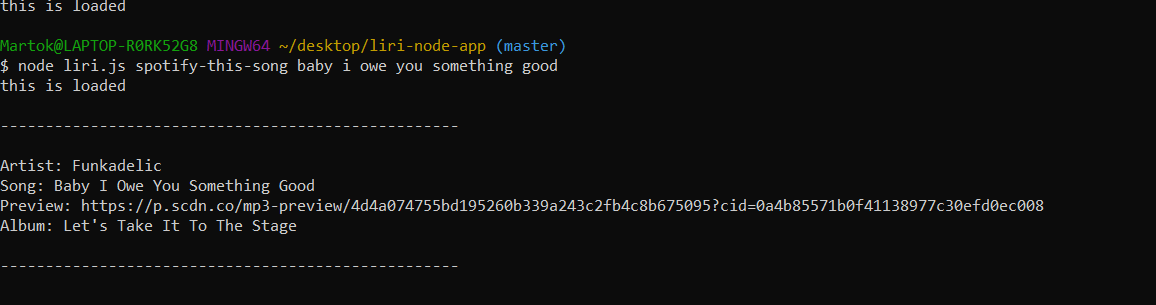 this is loaded
Martok@LAPTOP-R0RK52G8 MINGW64 ~/desktop/liri-node-app (master)
$ node liri.js spotify-this-song baby i owe you something good
this is loaded
---------------------------------------------------
Artist: Funkadelic
Song: Baby I Owe You Something Good
Preview: https://p.scdn.co/mp3-preview/4d4a074755bd195260b339a243c2fb4c8b675095?cid=0a4b85571b0f41138977c30efd0ec008
Album: Let's Take It To The Stage
---------------------------------------------------